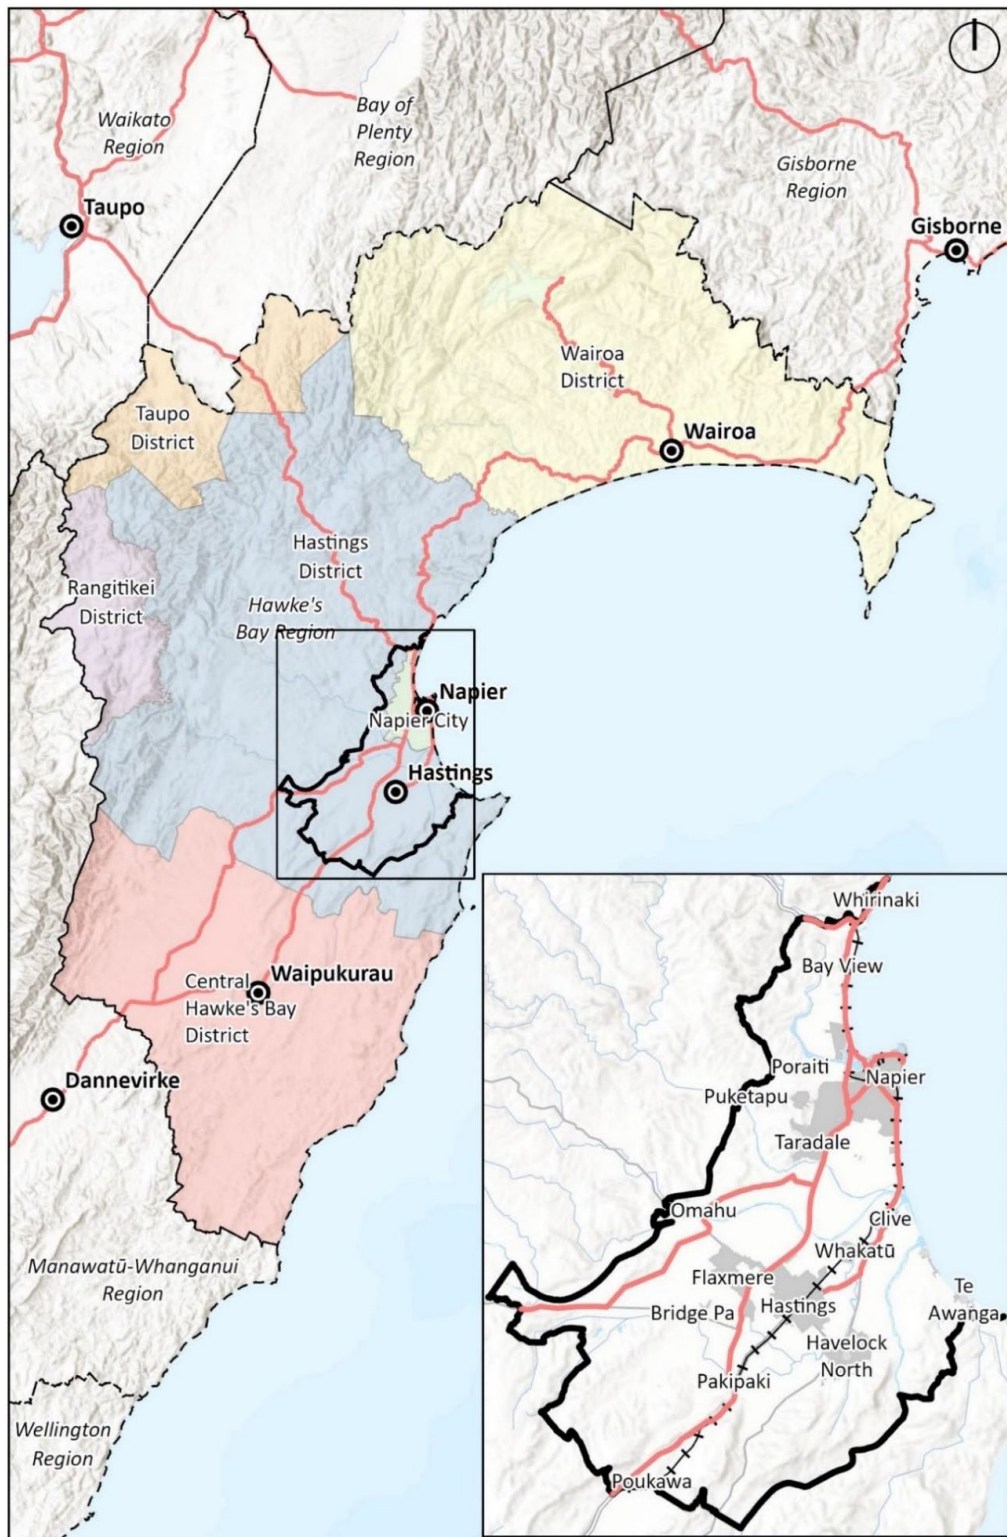 Waikato
Region
Bay of
Plenty
Region
Gisborne
Region
Taupo
Gisborne
Wairoa
District
Wairoa
Taupo
District
Hastings
District
Rangitikei
District
Hawke's
Bay Region
Napier
Napier City
Hastings
Waipukurau
Central
Hawke's Bay
District
Dannevirke
Manawatū-Whanganui
Region
Wellington
Region
Whirinaki
Bay View
Poraiti
Napier
Puketapu
Taradale
Omahu
Clive
Whakatū
Flaxmere
Te
Awanga
Bridge Pa
Hastings
Havelock
North
Pakipaki
Poukawa